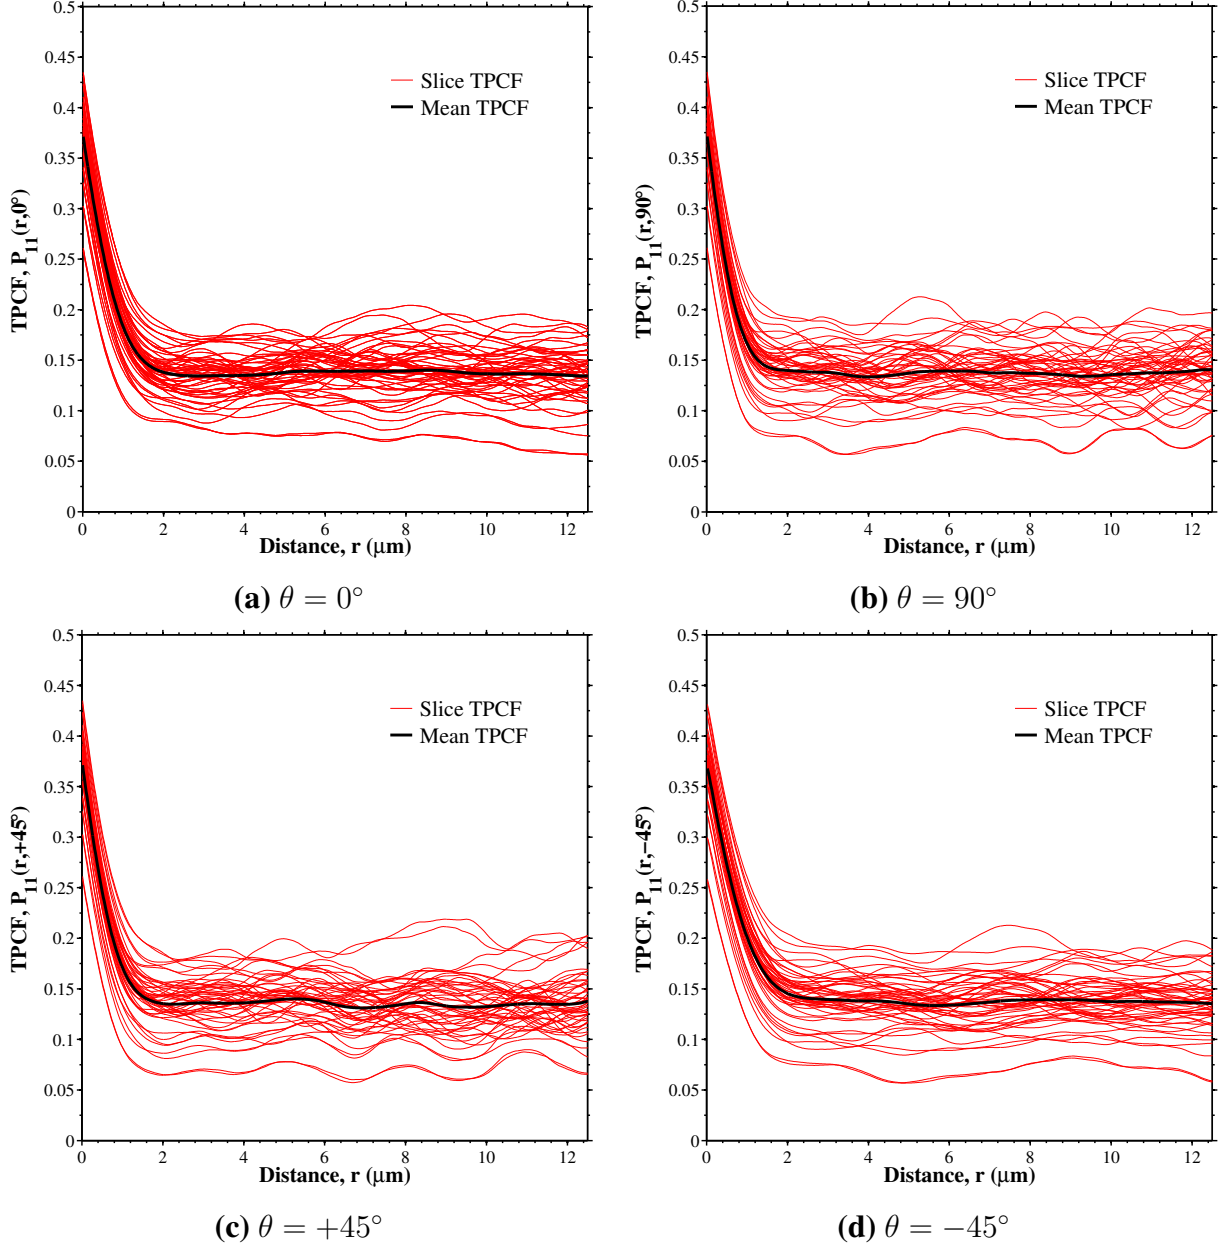 0.5
0.45
0.4
0.35
0.3
0.25
0.2
0.15
0.1
0.05
0
TPCF, P11(r,0°)
Slice TPCF
Mean TPCF
0 2 4 6 8 10 12
Distance, r (μm)
(a) θ = 0°
0.5
0.45
0.4
0.35
0.3
0.25
0.2
0.15
0.1
0.05
0
TPCF, P11(r,90°)
Slice TPCF
Mean TPCF
0 2 4 6 8 10 12
Distance, r (μm)
(b) θ = 90°
0.5
0.45
0.4
0.35
0.3
0.25
0.2
0.15
0.1
0.05
0
TPCF, P11(r,+45°)
Slice TPCF
Mean TPCF
0 2 4 6 8 10 12
Distance, r (μm)
(c) θ = +45°
0.5
0.45
0.4
0.35
0.3
0.25
0.2
0.15
0.1
0.05
0
TPCF, P11(r,−45°)
Slice TPCF
Mean TPCF
0 2 4 6 8 10 12
Distance, r (μm)
(d) θ = −45°